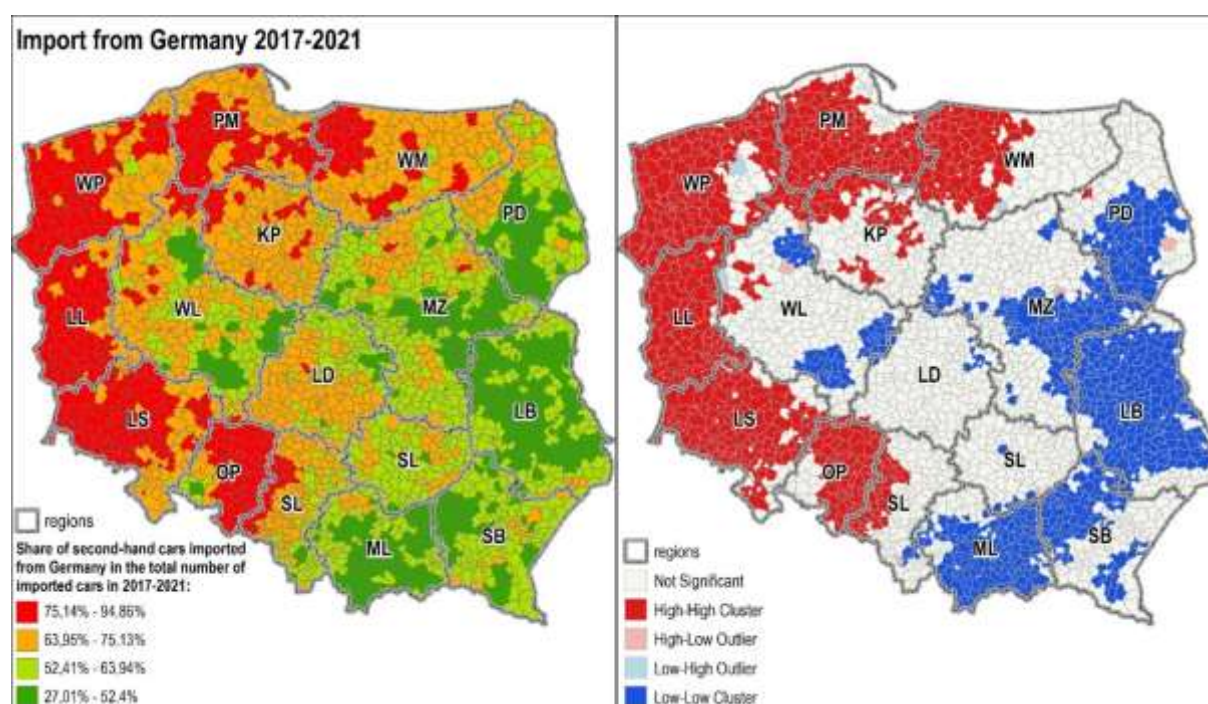 Import from Germany 2017-2021
PM
WM
WP
PD
KP
MZ
WL
LL
LD
LB
LS
OP
SL
SL
ML
SB
regions
Share of second-hand cars imported
from Germany in the total number of
imported cars in 2017-2021:
75,14% - 94,86%
63,95% - 75,13%
52,41% - 63,94%
27,01% - 52.4%
PM
WM
WP
PD
KP
MZ
WL
LL
LD
LB
LS
OP
SL
SL
ML
SB
regions
Not Significant
High-High Cluster
High-Low Outlier
Low-High Outlier
Low-Low Cluster